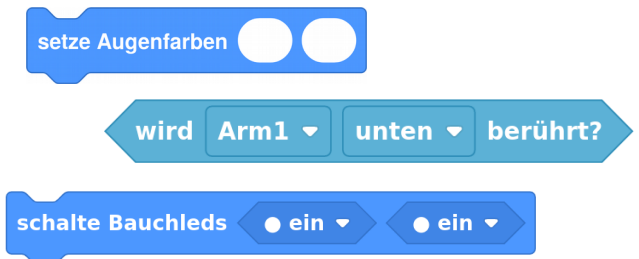 setze Augenfarben
wird Arm1 unten berührt?
schalte Bauchleds ein ein